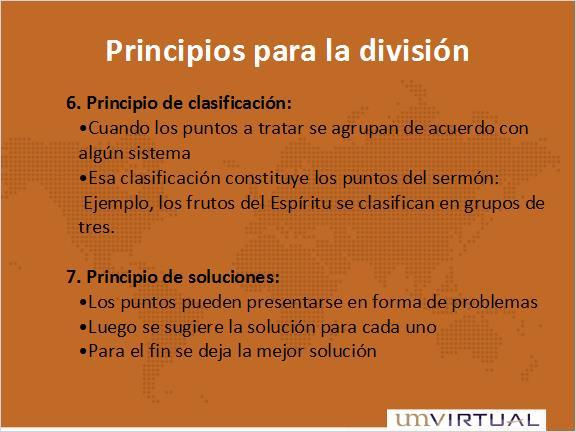 Principios para la división
6. Principio de clasificación:
•Cuando los puntos a tratar se agrupan de acuerdo con
algún sistema
•Esa clasificación constituye los puntos del sermón:
Ejemplo, los frutos del Espíritu se clasifican en grupos de
tres.
7. Principio de soluciones:
•Los puntos pueden presentarse en forma de problemas
•Luego se sugiere la solución para cada uno
•Para el fin se deja la mejor solución
umVIRTUAL